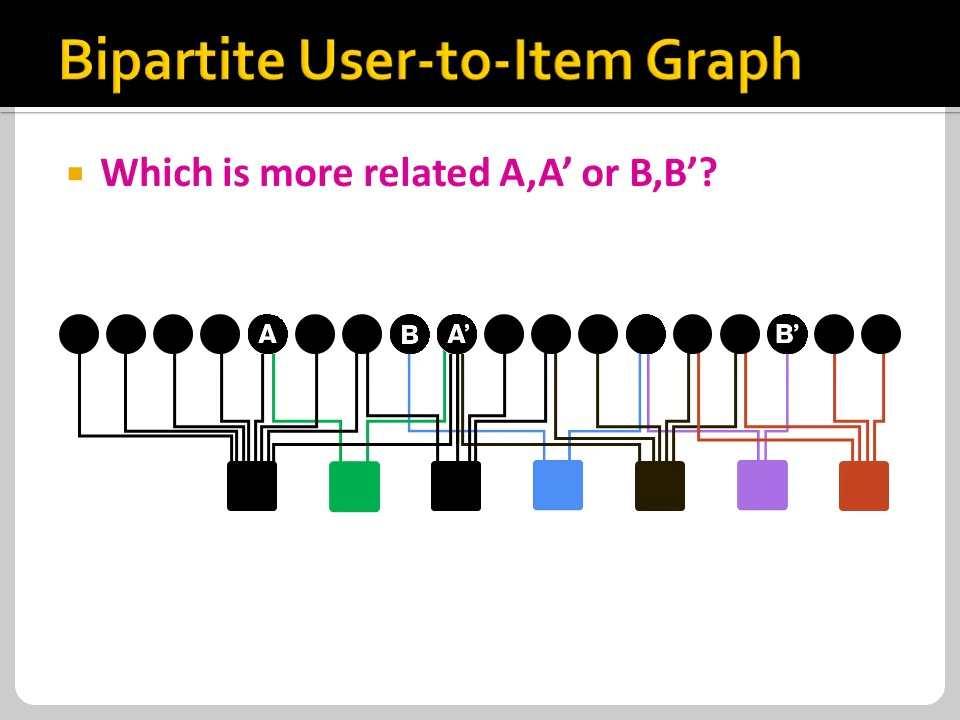 Bipartite User-to-Item Graph
Which is more related A,A’ or B,B’?
A B A’ B’